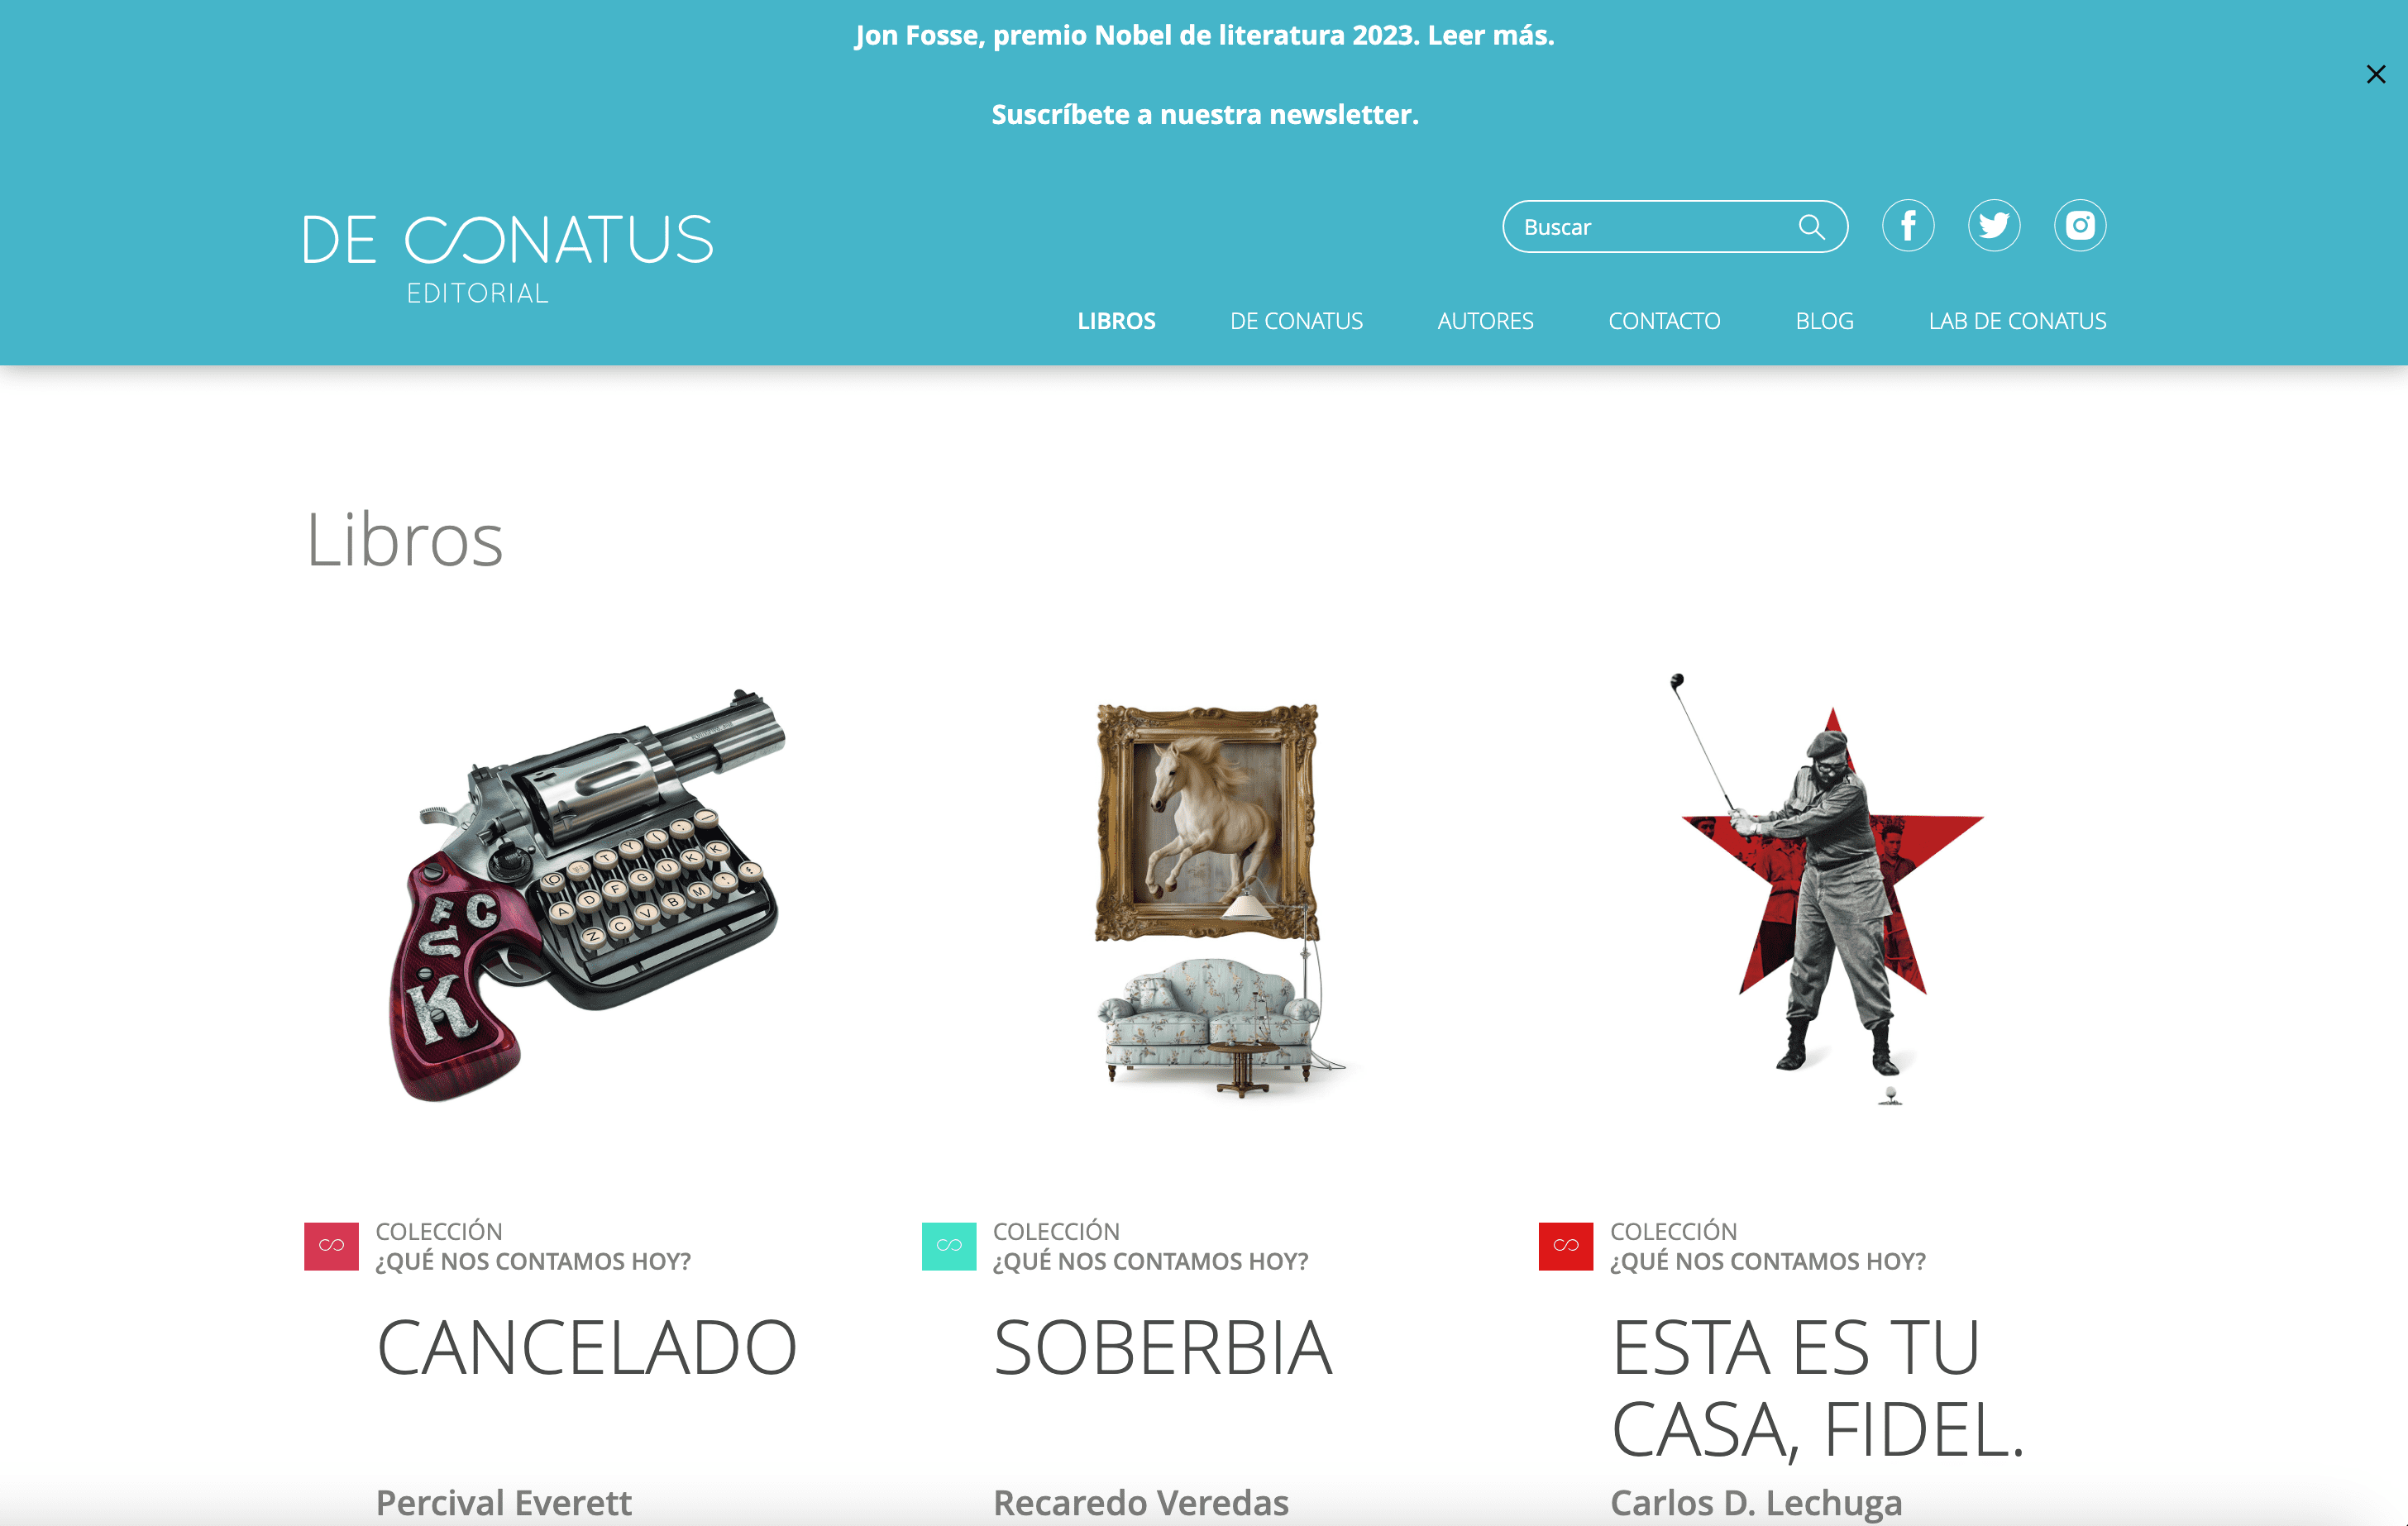 Jon Fosse, premio Nobel de literatura 2023. Leer más.
Suscríbete a nuestra newsletter.
DE CONATUS
EDITORIAL
Buscar
LIBROS DE CONATUS AUTORES CONTACTO BLOG LAB DE CONATUS
Libros
T Y
F G U K K
A D V B M
Z C
F C
U
K
COLECCIÓN
¿QUÉ NOS CONTAMOS HOY?
CANCELADO
Percival Everett
COLECCIÓN
¿QUÉ NOS CONTAMOS HOY?
SOBERBIA
Recaredo Veredas
COLECCIÓN
¿QUÉ NOS CONTAMOS HOY?
ESTA ES TU
CASA, FIDEL.
Carlos D. Lechuga